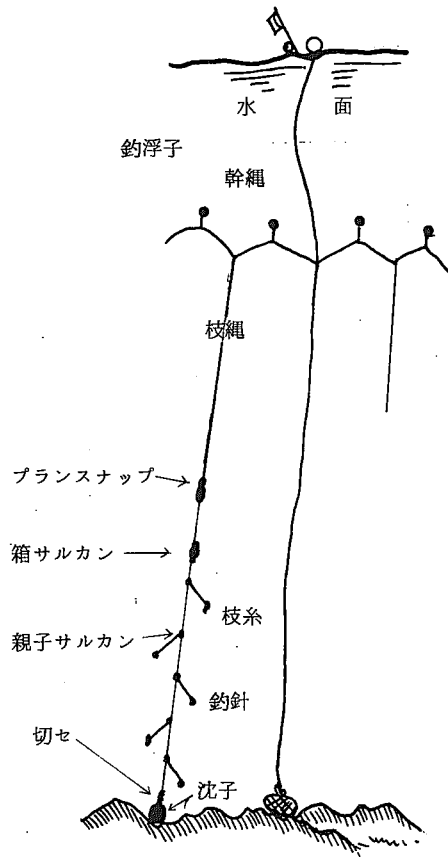 水 面
釣浮子
幹縄
枝縄
プランスナップ
箱サルカン
枝糸
親子サルカン
釣針
切セ
沈子